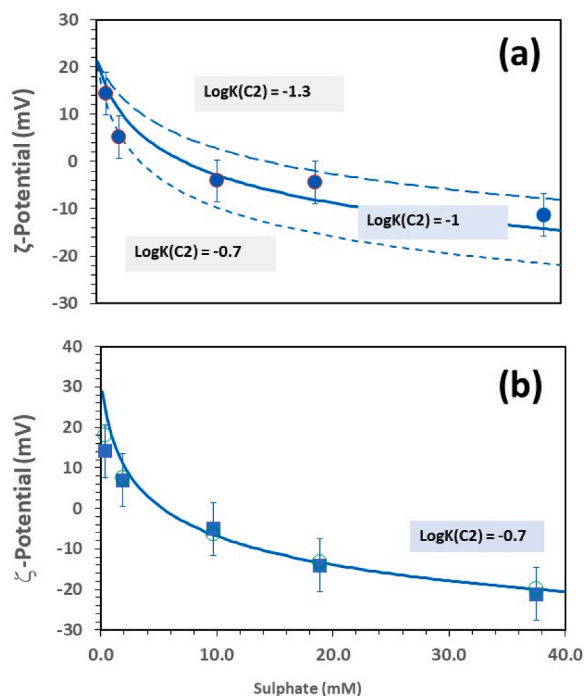 (a)
30
20
10
0
-10
-20
-30
ζ-Potential (mV)
LogK(C2) = -1.3
LogK(C2) = -1
LogK(C2) = -0.7
(b)
40
30
20
10
0
-10
-20
-30
ζ-Potential (mV)
LogK(C2) = -0.7
0.0 10.0 20.0 30.0 40.0
Sulphate (mM)